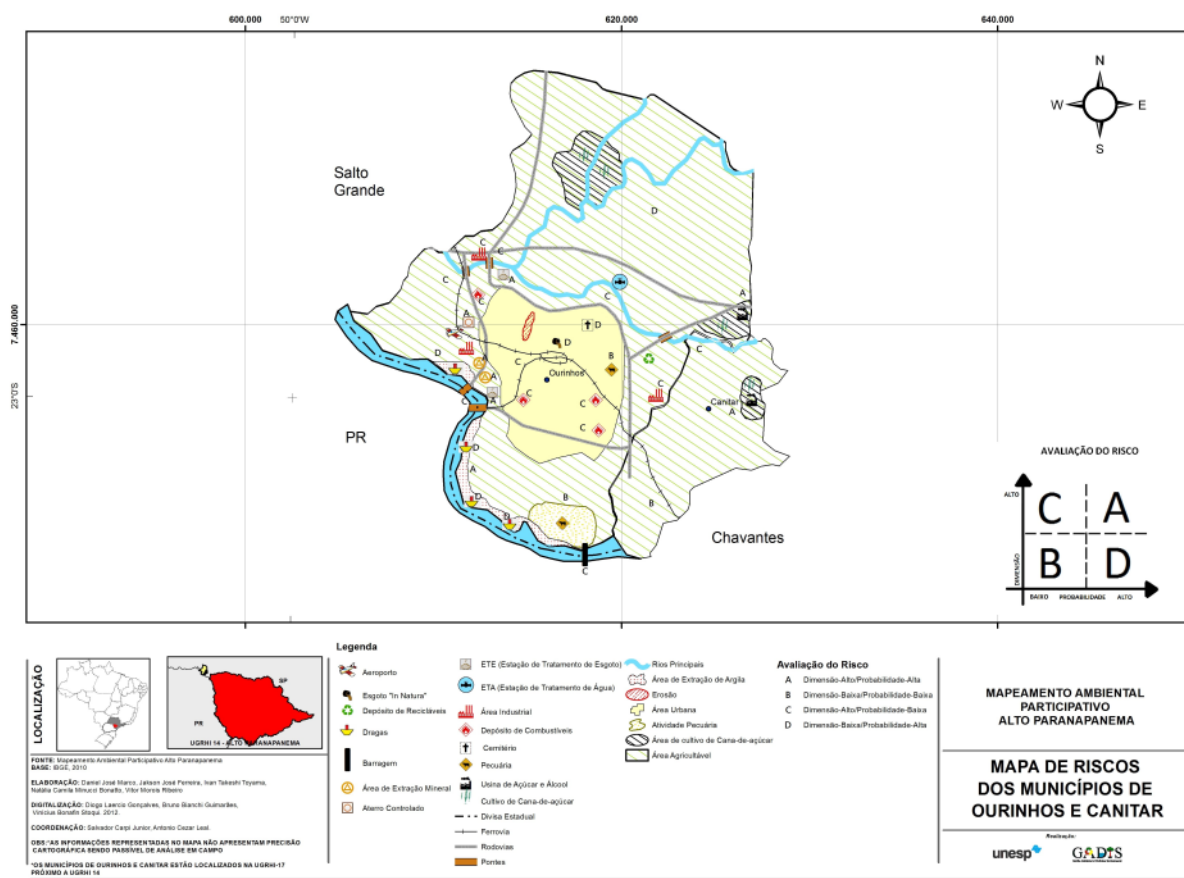 600.000
50°0'W
620.000
640.000
N
W
E
S
Salto
Grande
D
C
C
A
C
C
C
A
A
7.460.000
D
B
D
D
C
C
A
A
Ourinhos
C
C
Canitar
A
23°0'S
C
A
C
C
PR
D
A
D
D
B
B
Chavantes
C
AVALIAÇÃO DO RISCO
ALTO
C
A
DIMENSÃO
B
D
BAIXO
PROBABILIDADE
ALTO
LOCALIZAÇÃO
SP
PR
UGRHI 14 - ALTO PARANAPANEMA
FONTE: Mapeamento Ambiental Participativo Alto Paranapanema
BASE: IBGE, 2010
ELABORAÇÃO: Daniel José Marco, Jakson José Ferreira, Ivan Takeshi Toyama,
Natália Camila Minucci Bonatto, Vitor Morais Ribeiro
DIGITALIZAÇÃO: Diogo Laercio Gonçalves, Bruno Bianchi Guimarães,
Vinicius Bonafin Stoqui. 2012.
COORDENAÇÃO: Salvador Carpi Junior, Antonio Cezar Leal.
OBS:*AS INFORMAÇÕES REPRESENTADAS NO MAPA NÃO APRESENTAM PRECISÃO
CARTOGRÁFICA SENDO PASSÍVEL DE ANÁLISE EM CAMPO
*OS MUNICÍPIOS DE OURINHOS E CANITAR ESTÃO LOCALIZADOS NA UGRHI-17
PRÓXIMO A UGRHI 14
Legenda
Aeroporto
Esgoto "In Natura"
Depósito de Recicláveis
Dragas
Barragem
Área de Extração Mineral
Aterro Controlado
ETE (Estação de Tratamento de Esgoto)
ETA (Estação de Tratamento de Água)
Área Industrial
Depósito de Combustíveis
Cemitério
Pecuária
Usina de Açúcar e Álcool
Cultivo de Cana-de-açúcar
Divisa Estadual
Ferrovia
Rodovias
Pontes
Rios Principais
Área de Extração de Argila
Erosão
Área Urbana
Atividade Pecuária
Área de cultivo de Cana-de-açúcar
Área Agricultável
Avaliação do Risco
A Dimensão-Alto/Probabilidade-Alta
B Dimensão-Baixa/Probabilidade-Baixa
C Dimensão-Alto/Probabilidade-Baixa
D Dimensão-Baixa/Probabilidade-Alta
MAPEAMENTO AMBIENTAL
PARTICIPATIVO
ALTO PARANAPANEMA
MAPA DE RISCOS
DOS MUNICÍPIOS DE
OURINHOS E CANITAR
Realização:
unesp
GADIS